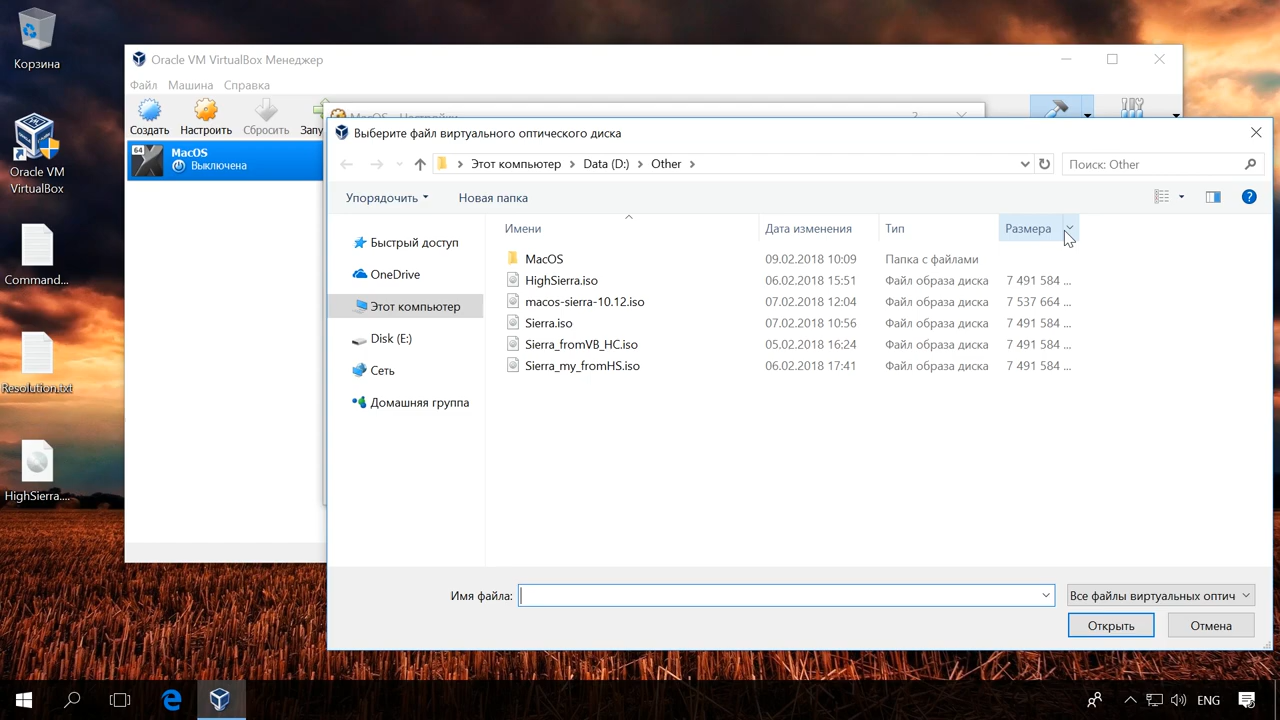 Корзина
Oracle VM
VirtualBox
Command...
Resolution.txt
HighSierra....
Oracle VM VirtualBox Менеджер
Файл Машина Справка
Создать Настроить Сбросить Запу
64 MacOS
Выключена
MacOS - Настройки
Выберите файл виртуального оптического диска
Этот компьютер Data (D:) Other
Поиск: Other
Упорядочить Новая папка
Быстрый доступ
OneDrive
Этот компьютер
Disk (E:)
Сеть
Домашняя группа
Имени Дата изменения Тип Размера
MacOS 09.02.2018 10:09 Папка с файлами
HighSierra.iso 06.02.2018 15:51 Файл образа диска 7 491 584 ...
macos-sierra-10.12.iso 07.02.2018 12:04 Файл образа диска 7 537 664 ...
Sierra.iso 07.02.2018 10:56 Файл образа диска 7 491 584 ...
Sierra_fromVB_HC.iso 05.02.2018 16:24 Файл образа диска 7 491 584 ...
Sierra_my_fromHS.iso 06.02.2018 17:41 Файл образа диска 7 491 584 ...
Имя файла:
Все файлы виртуальных оптич
Открыть Отмена
ENG